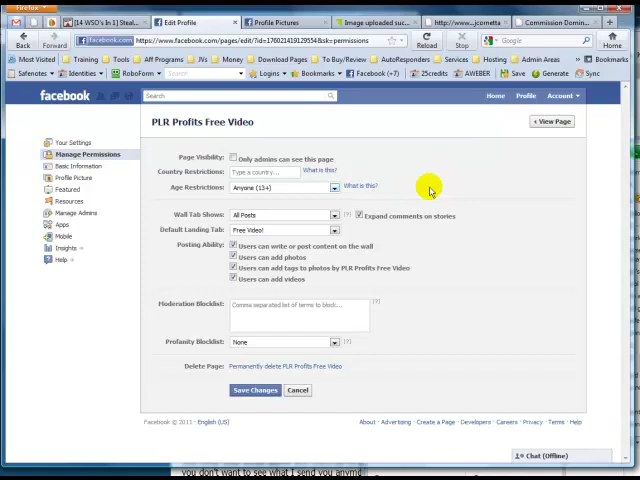 Firefox
[14 WSO's In 1] Steal...
Edit Profile
Profile Pictures
Image uploaded suc...
http://www...jcornetta
Commission Domin...
Back
Forward
facebook.com
https://www.facebook.com/pages/edit/?id=176021419129554&sk=permissions
Reload
Stop
Google
Home
Most Visited
Training
Tools
Aff Programs
JVs
Money
Download Pages
To Buy/Review
AutoResponders
Services
Hosting
Admin Areas
Safenotes
Identities
RoboForm
Logins
Bookmarks
Facebook (+7)
25credits
AWEBER
Save
Generate
Sync
facebook
Search
Home
Profile
Account
PLR Profits Free Video
View Page
Your Settings
Manage Permissions
Basic Information
Profile Picture
Featured
Resources
Manage Admins
Apps
Mobile
Insights »
Help »
Page Visibility: Only admins can see this page
Country Restrictions: Type a country... What is this?
Age Restrictions: Anyone (13+) What is this?
Wall Tab Shows: All Posts [?] Expand comments on stories
Default Landing Tab: Free Video!
Posting Ability: Users can write or post content on the wall
Users can add photos
Users can add tags to photos by PLR Profits Free Video
Users can add videos
Moderation Blocklist: Comma separated list of terms to block... [?]
Profanity Blocklist: None [?]
Delete Page: Permanently delete PLR Profits Free Video
Save Changes
Cancel
Facebook © 2011 · English (US)
About · Advertising · Create a Page · Developers · Careers · Privacy · Terms · Help
Chat (Offline)
you don't want to see what I send you anymo